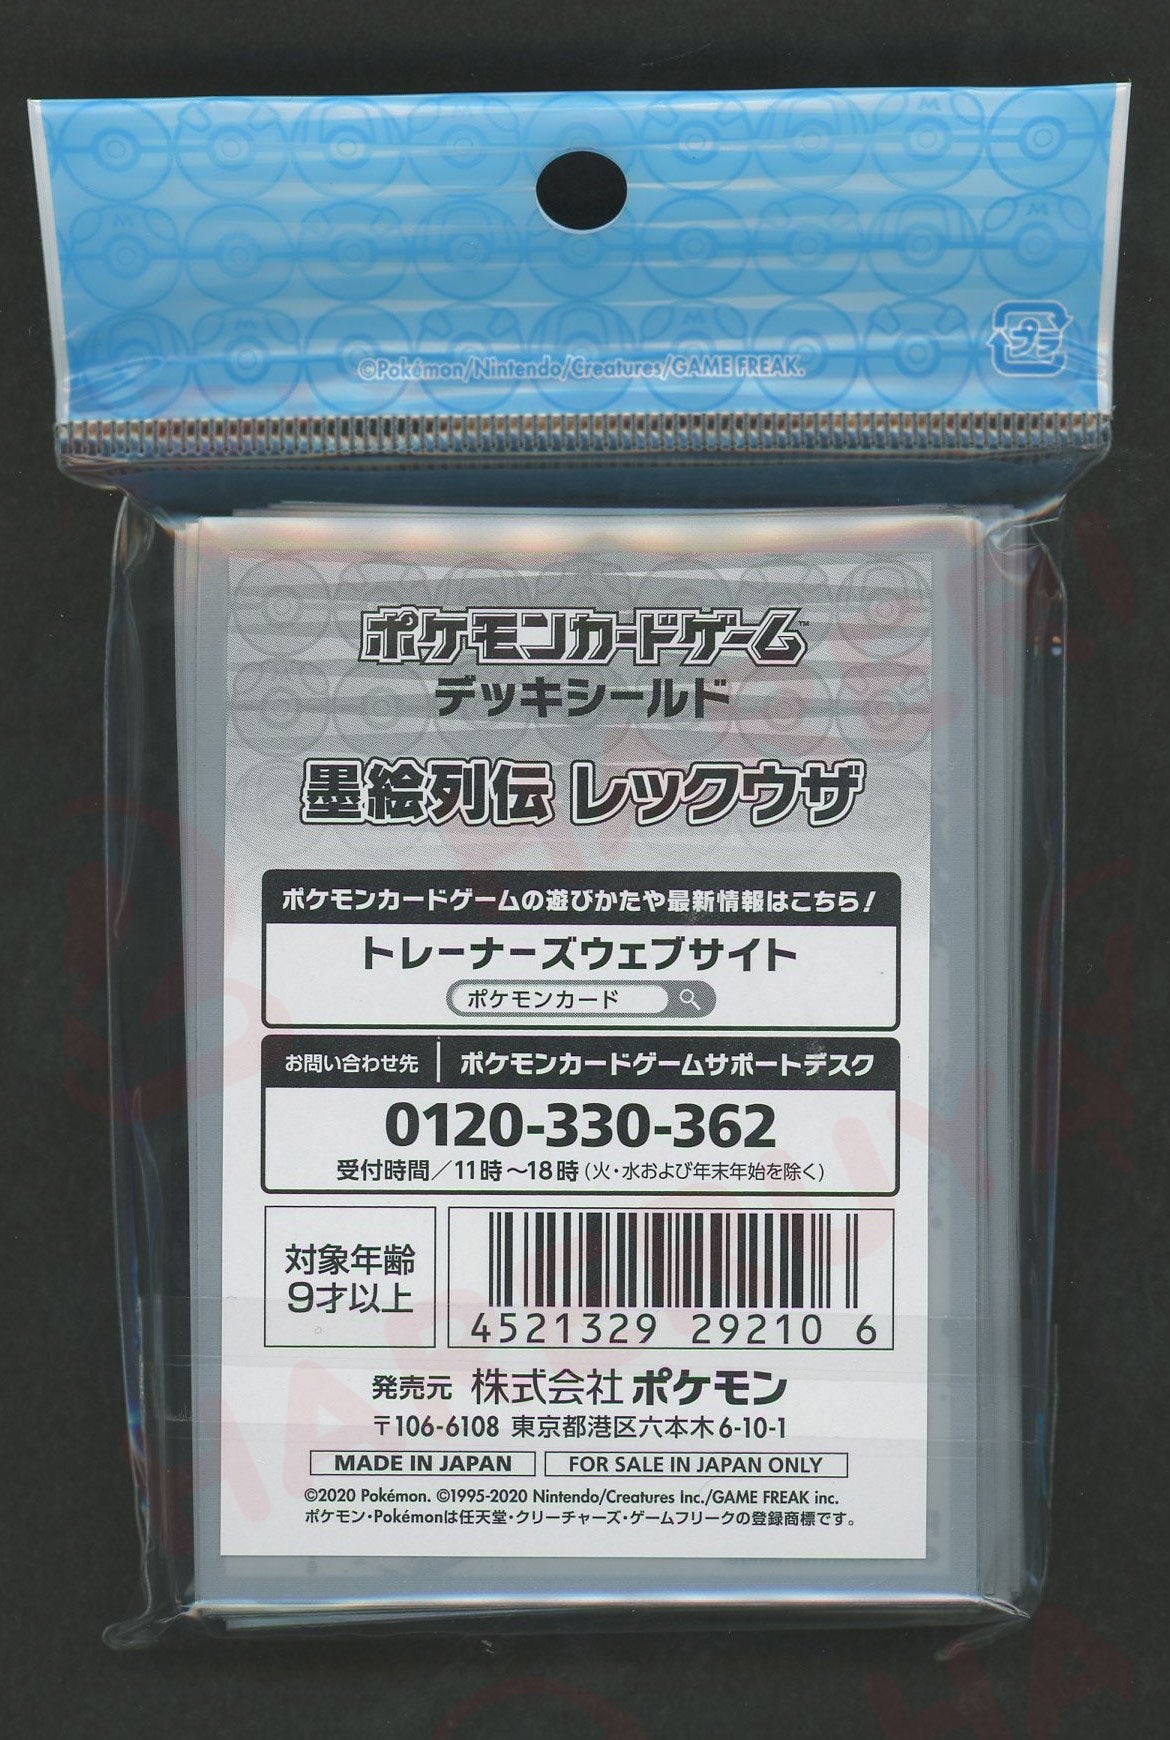 ©Pokémon/Nintendo/Creatures/GAME FREAK.
プラ
ポケモンカードゲーム™
デッキシールド
墨絵列伝 レックウザ
ポケモンカードゲームの遊びかたや最新情報はこちら！
トレーナーズウェブサイト
ポケモンカード
お問い合わせ先 ポケモンカードゲームサポートデスク
0120-330-362
受付時間／11時～18時（火・水および年末年始を除く）
対象年齢
9才以上
4521329 29210 6
発売元 株式会社ポケモン
〒106-6108 東京都港区六本木6-10-1
MADE IN JAPAN FOR SALE IN JAPAN ONLY
©2020 Pokémon. ©1995-2020 Nintendo/Creatures Inc./GAME FREAK inc.
ポケモン・Pokémonは任天堂・クリーチャーズ・ゲームフリークの登録商標です。